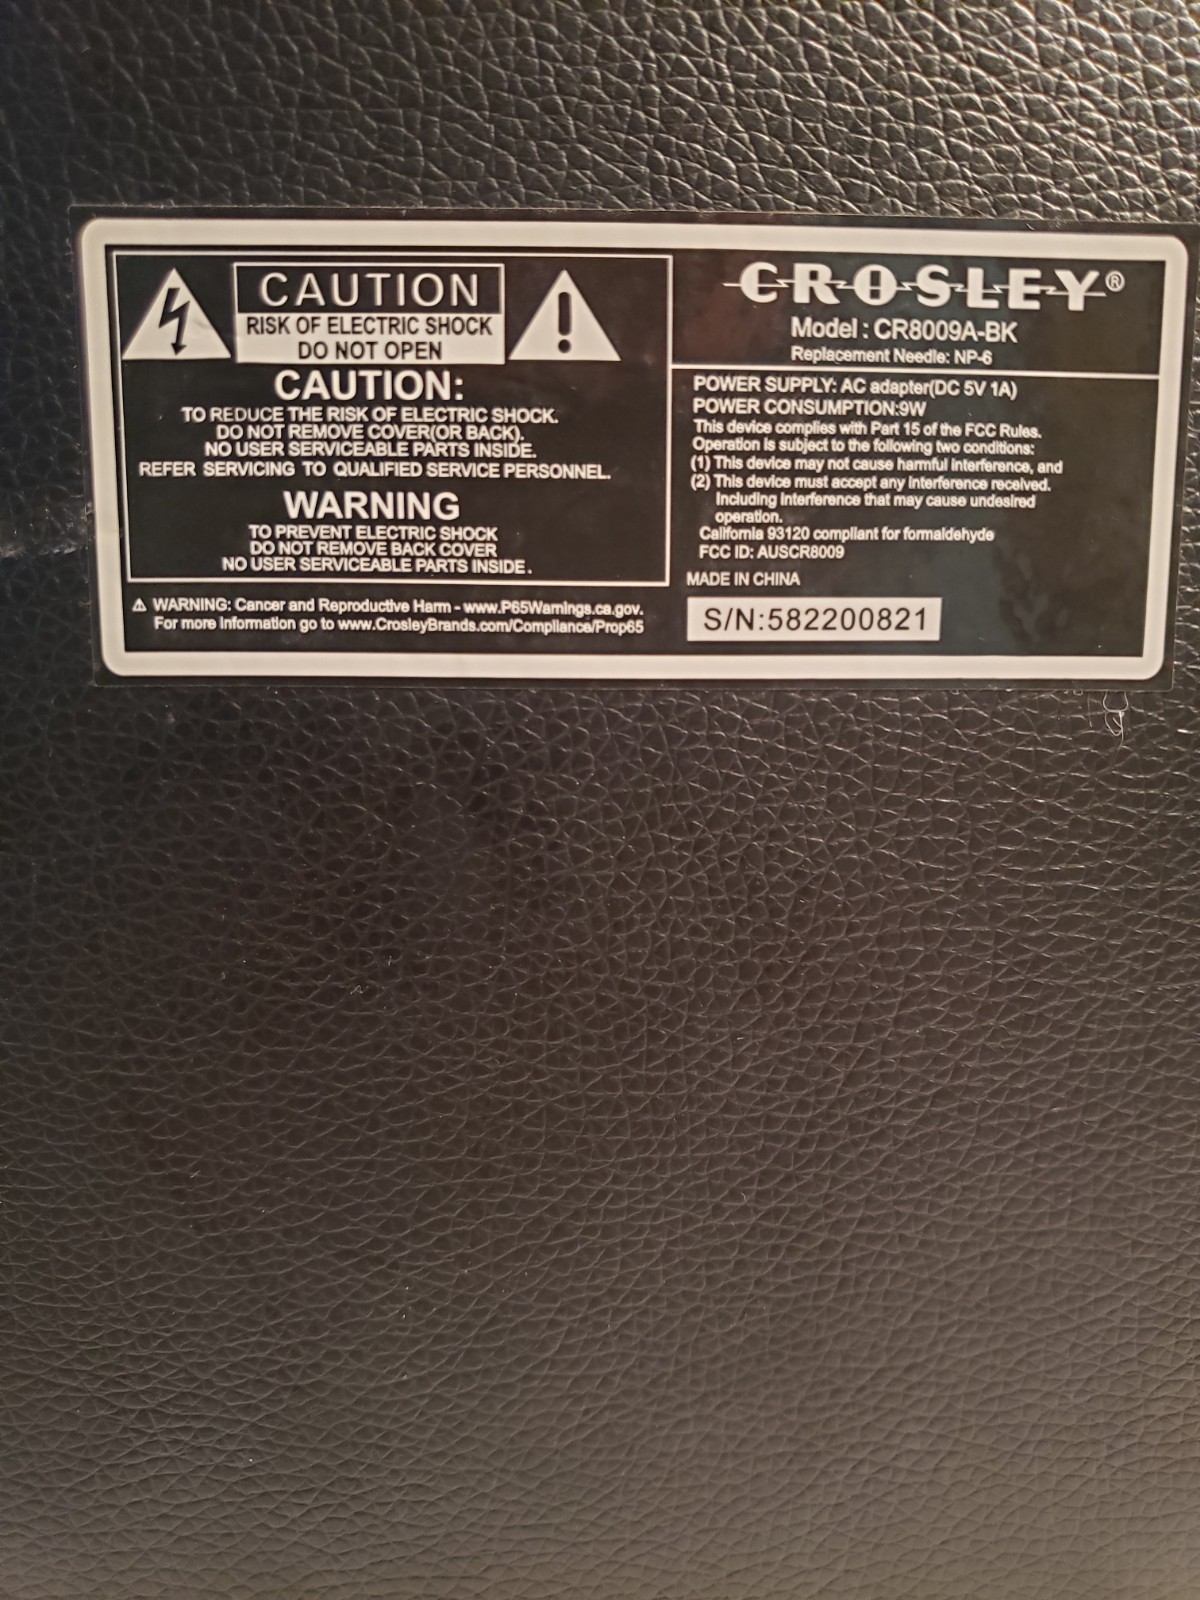 CAUTION
RISK OF ELECTRIC SHOCK
DO NOT OPEN
CAUTION:
TO REDUCE THE RISK OF ELECTRIC SHOCK.
DO NOT REMOVE COVER(OR BACK).
NO USER SERVICEABLE PARTS INSIDE.
REFER SERVICING TO QUALIFIED SERVICE PERSONNEL.
WARNING
TO PREVENT ELECTRIC SHOCK
DO NOT REMOVE BACK COVER
NO USER SERVICEABLE PARTS INSIDE.
⚠ WARNING: Cancer and Reproductive Harm - www.P65Warnings.ca.gov.
For more information go to www.CrosleyBrands.com/Compliance/Prop65
CROSLEY®
Model : CR8009A-BK
Replacement Needle: NP-6
POWER SUPPLY: AC adapter(DC 5V 1A)
POWER CONSUMPTION:9W
This device complies with Part 15 of the FCC Rules.
Operation is subject to the following two conditions:
(1) This device may not cause harmful interference, and
(2) This device must accept any interference received.
Including interference that may cause undesired
operation.
California 93120 compliant for formaldehyde
FCC ID: AUSCR8009
MADE IN CHINA
S/N:582200821